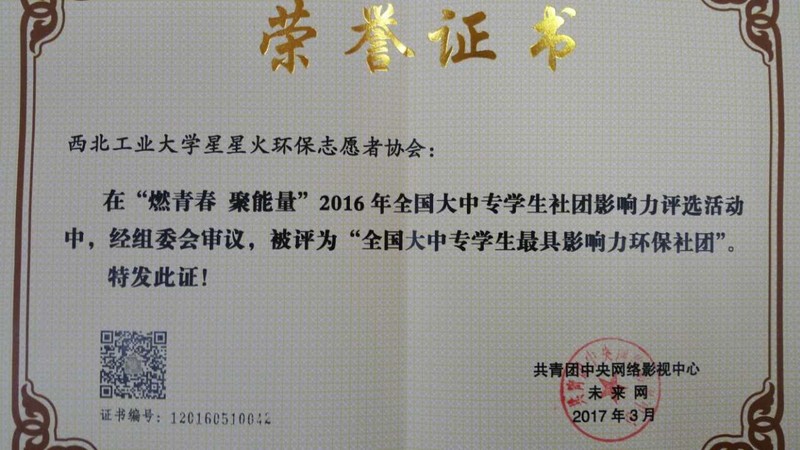 荣誉证书
西北工业大学星星火环保志愿者协会：
在“燃青春 聚能量”2016年全国大中专学生社团影响力评选活动
中，经组委会审议，被评为“全国大中专学生最具影响力环保社团”。
特发此证！
共青团中央网络影视中心
未来网
2017年3月
证书编号：120160510042